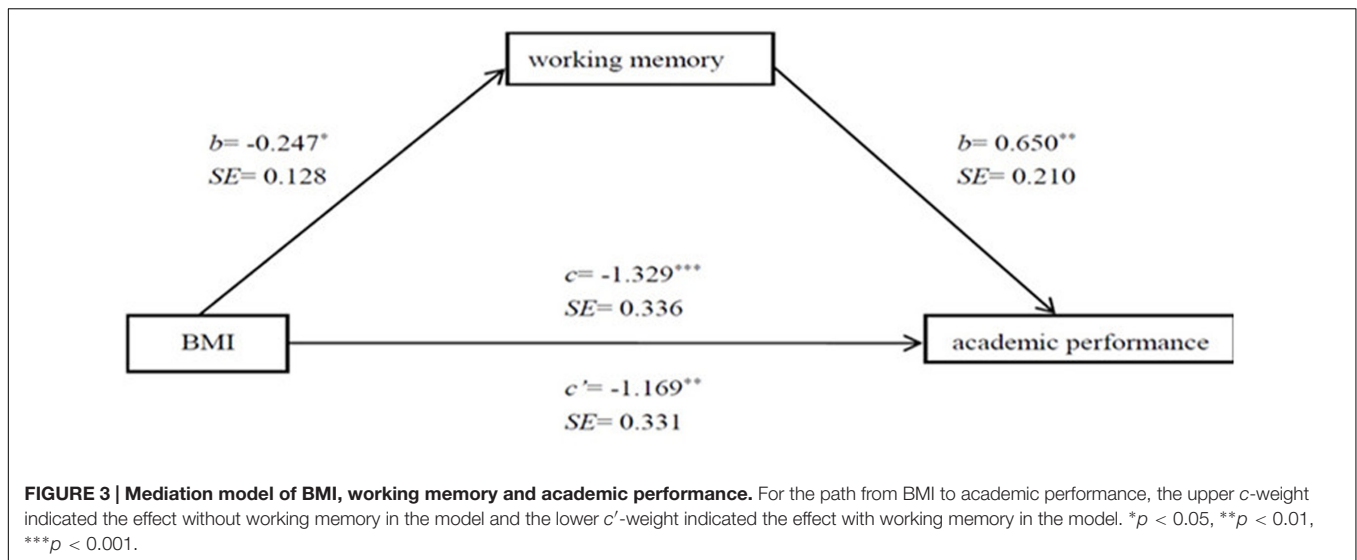 working memory
b= -0.247*
SE= 0.128
b= 0.650**
SE= 0.210
c= -1.329***
SE= 0.336
BMI
academic performance
c'= -1.169**
SE= 0.331
FIGURE 3 | Mediation model of BMI, working memory and academic performance. For the path from BMI to academic performance, the upper c-weight
indicated the effect without working memory in the model and the lower c′-weight indicated the effect with working memory in the model. *p < 0.05, **p < 0.01,
***p < 0.001.